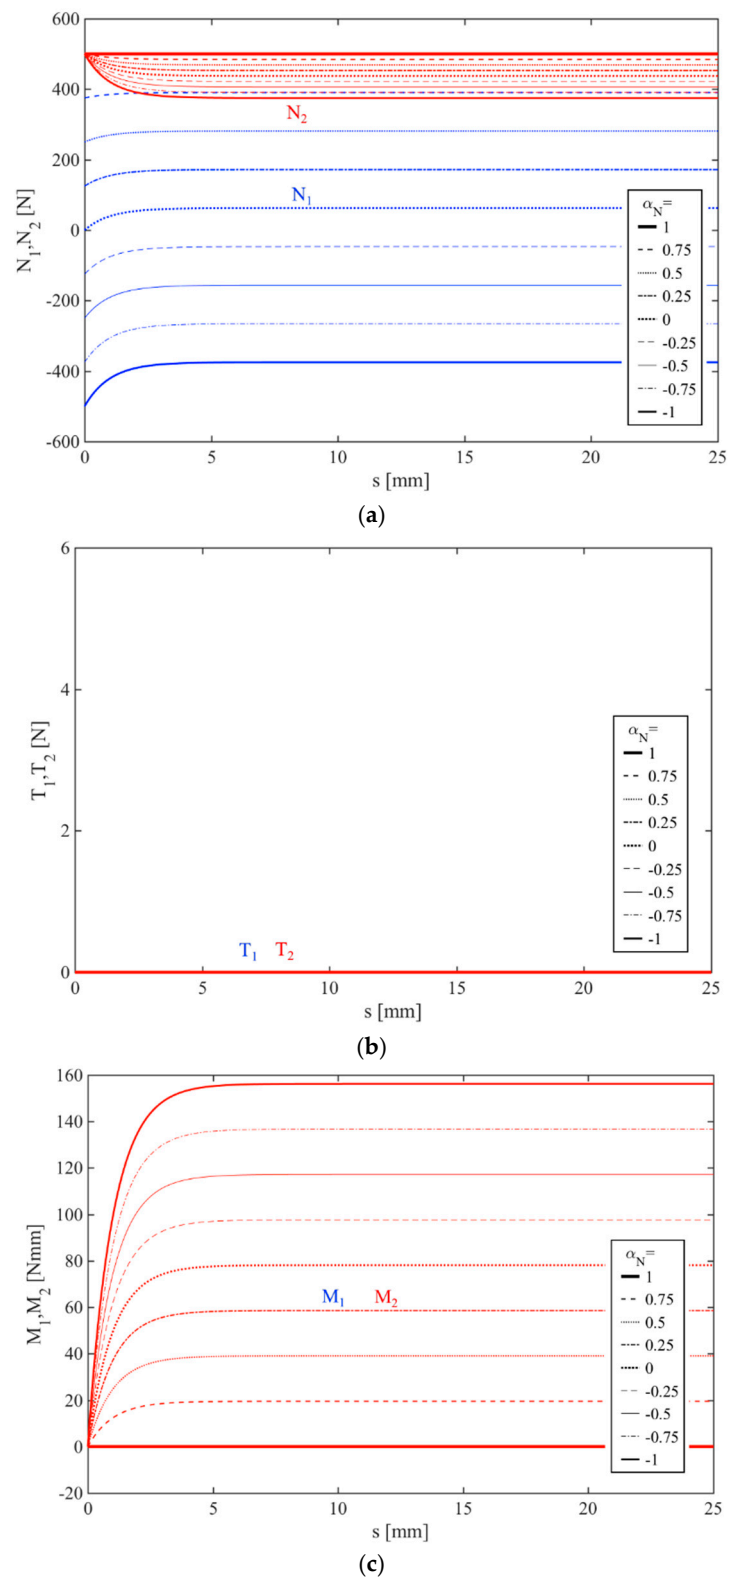 600
400
200
0
-200
-400
-600
N1,N2 [N]
N2
N1
αN=
1
0.75
0.5
0.25
0
-0.25
-0.5
-0.75
-1
0 5 10 15 20 25
s [mm]
(a)
6
4
2
0
T1,T2 [N]
T1 T2
αN=
1
0.75
0.5
0.25
0
-0.25
-0.5
-0.75
-1
0 5 10 15 20 25
s [mm]
(b)
160
140
120
100
80
60
40
20
0
-20
M1,M2 [Nmm]
M1 M2
αN=
1
0.75
0.5
0.25
0
-0.25
-0.5
-0.75
-1
0 5 10 15 20 25
s [mm]
(c)